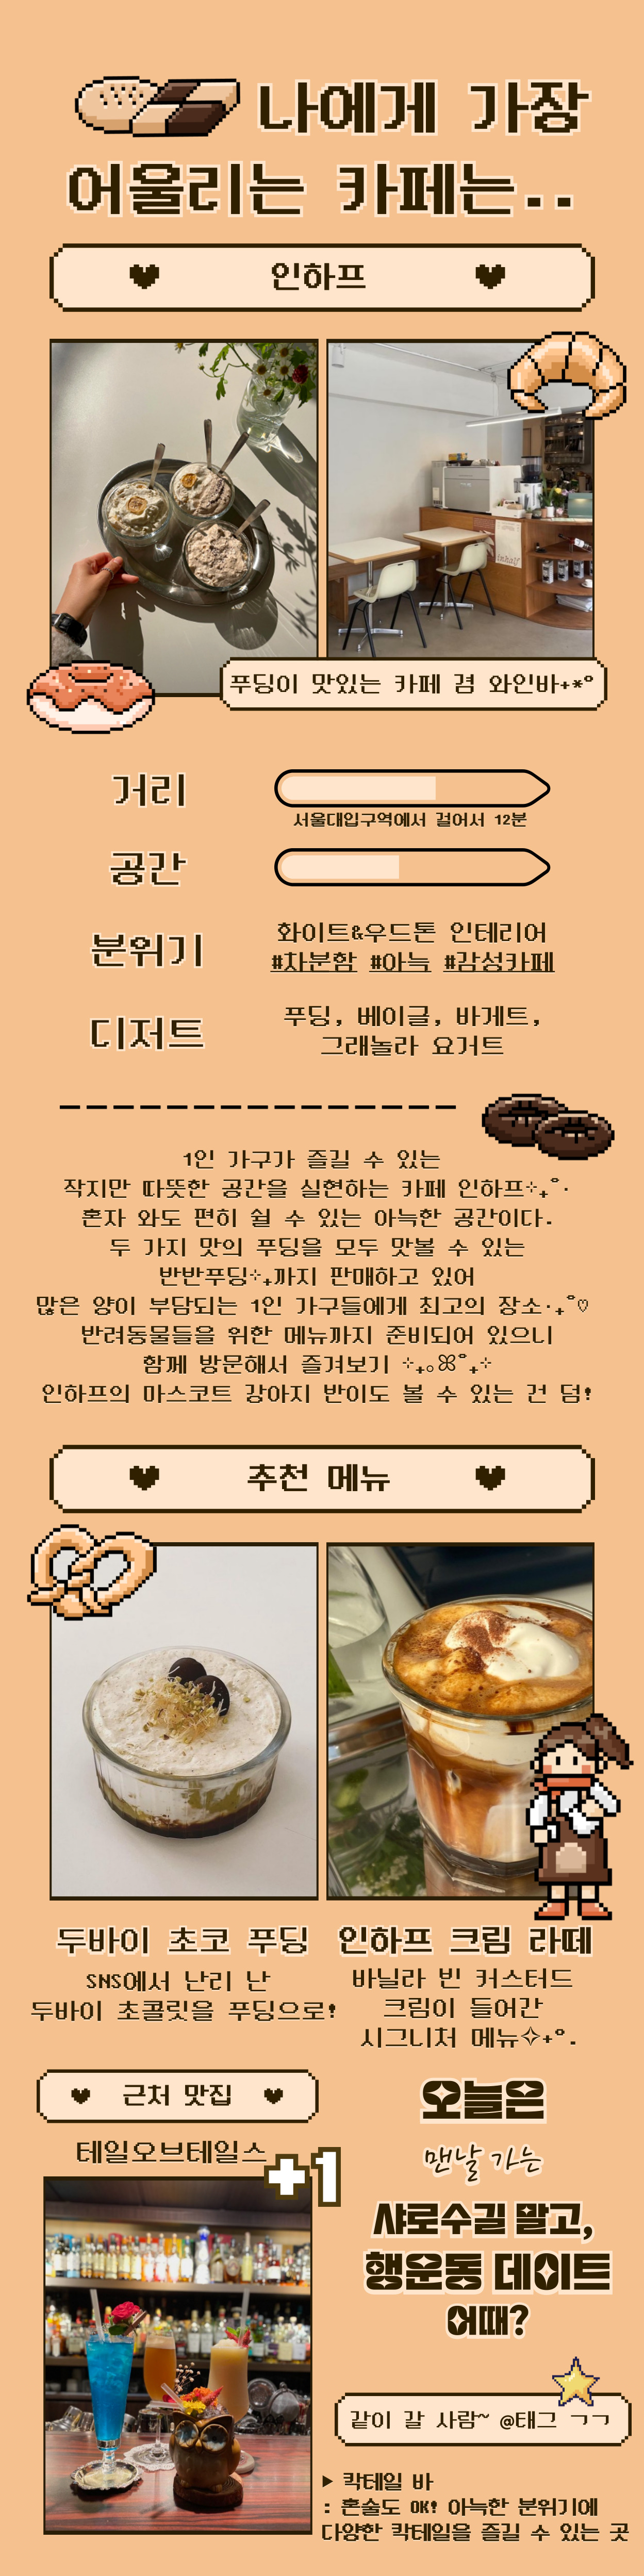 나에게 가장
어울리는 카페는..
인하프
푸딩이 맛있는 카페 겸 와인바+*°
거리
서울대입구역에서 걸어서 12분
공간
분위기
화이트&우드톤 인테리어
#차분함 #아늑 #감성카페
디저트
푸딩, 베이글, 바게트,
그래놀라 요거트
1인 가구가 즐길 수 있는
작지만 따뜻한 공간을 실현하는 카페 인하프⊹₊˚‧
혼자 와도 편히 쉴 수 있는 아늑한 공간이다.
두 가지 맛의 푸딩을 모두 맛볼 수 있는
반반푸딩⊹₊까지 판매하고 있어
많은 양이 부담되는 1인 가구들에게 최고의 장소‧₊˚♡
반려동물들을 위한 메뉴까지 준비되어 있으니
함께 방문해서 즐겨보기 ⊹₊｡ꕤ˚₊⊹
인하프의 마스코트 강아지 반이도 볼 수 있는 건 덤!
추천 메뉴
두바이 초코 푸딩
SNS에서 난리 난
두바이 초콜릿을 푸딩으로!
인하프 크림 라떼
바닐라 빈 커스터드
크림이 들어간
시그니처 메뉴✧+°.
근처 맛집
테일오브테일스
+1
오늘은
맨날 가는
샤로수길 말고,
행운동 데이트
어때?
같이 갈 사람~ @태그 ㄱㄱ
▶ 칵테일 바
: 혼술도 OK! 아늑한 분위기에
다양한 칵테일을 즐길 수 있는 곳